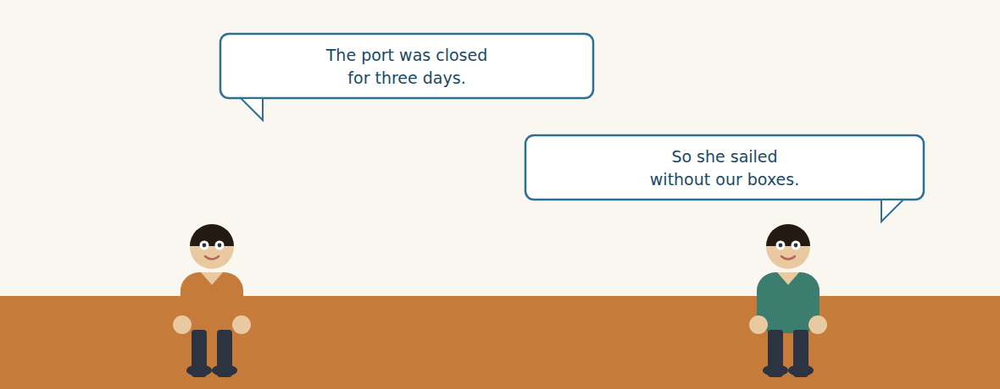 The port was closed
for three days.
So she sailed
without our boxes.